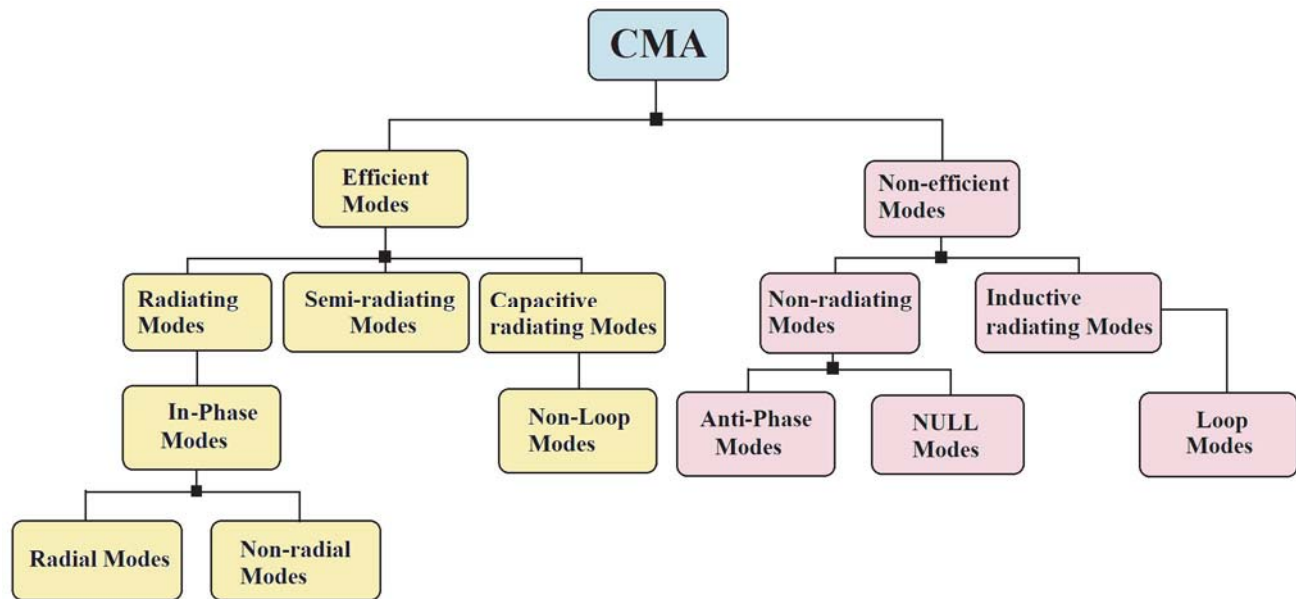 CMA
Efficient
Modes
Non-efficient
Modes
Radiating
Modes
Semi-radiating
Modes
Capacitive
radiating Modes
Non-radiating
Modes
Inductive
radiating Modes
In-Phase
Modes
Non-Loop
Modes
Anti-Phase
Modes
NULL
Modes
Loop
Modes
Radial Modes
Non-radial
Modes